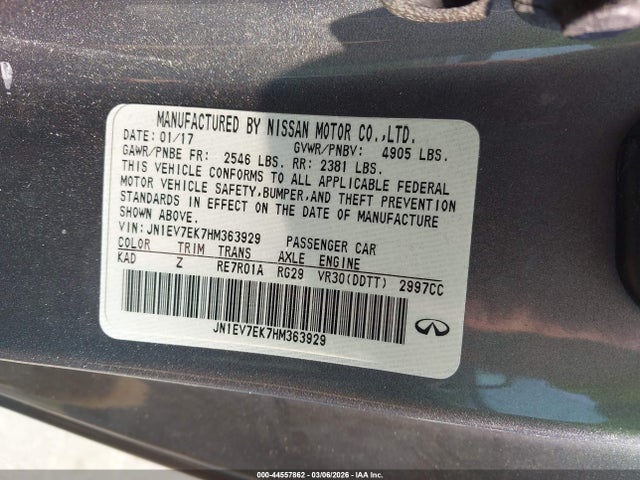 MANUFACTURED BY NISSAN MOTOR CO.,LTD.
DATE: 01/17 GVWR/PNBV: 4905 LBS.
GAWR/PNBE FR: 2546 LBS. RR: 2381 LBS.
THIS VEHICLE CONFORMS TO ALL APPLICABLE FEDERAL
MOTOR VEHICLE SAFETY,BUMPER,AND THEFT PREVENTION
STANDARDS IN EFFECT ON THE DATE OF MANUFACTURE
SHOWN ABOVE.
VIN: JN1EV7EK7HM363929 PASSENGER CAR
COLOR TRIM TRANS AXLE ENGINE
KAD Z RE7R01A RG29 VR30(DDTT) 2997CC
JN1EV7EK7HM363929
000-44557862 - 03/06/2026 - IAA Inc.